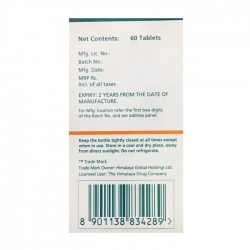 Net Contents: 60 Tablets
Mfg. Lic. No.:
Batch No.:
Mfg. Date:
MRP Rs.
Incl. of all taxes
EXPIRY: 2 YEARS FROM THE DATE OF
MANUFACTURE.
For Mfg. location refer the first two digits
of the Batch No. and see address panel.
Keep the bottle tightly closed at all times except
when in use. Store in a cool and dry place, away
from direct sunlight. Do not refrigerate.
™ Trade Mark
Trade Mark Owner: Himalaya Global Holdings Ltd.
Licensed User: The Himalaya Drug Company
8 901138 834289 >